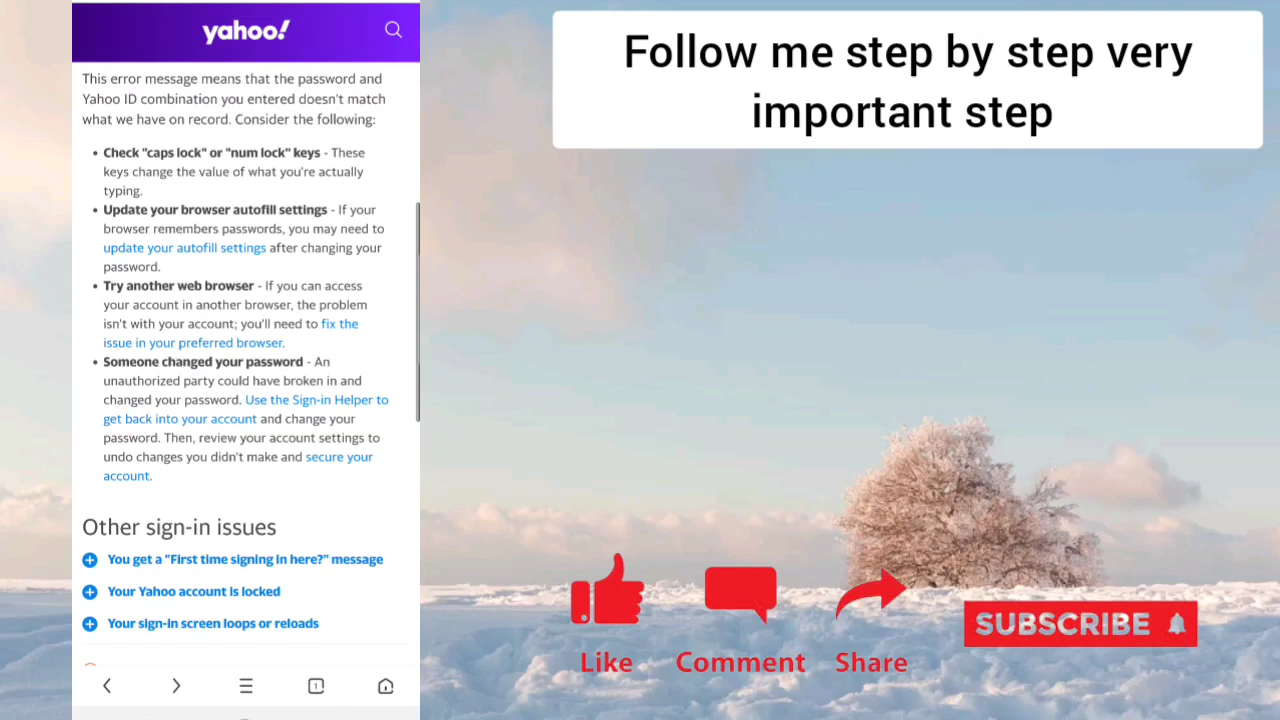 yahoo!
This error message means that the password and
Yahoo ID combination you entered doesn't match
what we have on record. Consider the following:
• Check "caps lock" or "num lock" keys - These
keys change the value of what you're actually
typing.
• Update your browser autofill settings - If your
browser remembers passwords, you may need to
update your autofill settings after changing your
password.
• Try another web browser - If you can access
your account in another browser, the problem
isn't with your account; you'll need to fix the
issue in your preferred browser.
• Someone changed your password - An
unauthorized party could have broken in and
changed your password. Use the Sign-in Helper to
get back into your account and change your
password. Then, review your account settings to
undo changes you didn't make and secure your
account.
Other sign-in issues
You get a "First time signing in here?" message
Your Yahoo account is locked
Your sign-in screen loops or reloads
1
Follow me step by step very
important step
Like
Comment
Share
SUBSCRIBE